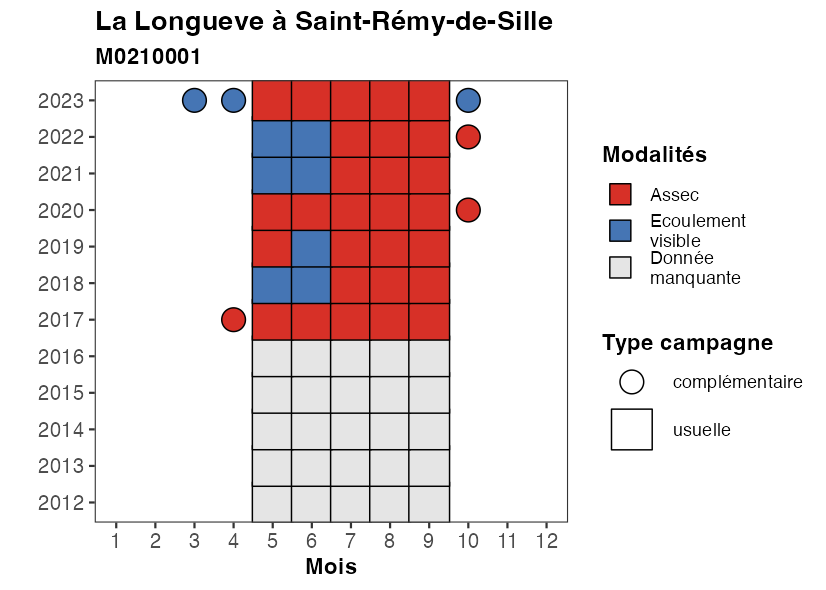 La Longueve à Saint-Rémy-de-Sille
M0210001
2023
2022
2021
2020
2019
2018
2017
2016
2015
2014
2013
2012
1 2 3 4 5 6 7 8 9 10 11 12
Mois
Modalités
Assec
Ecoulement
visible
Donnée
manquante
Type campagne
complémentaire
usuelle